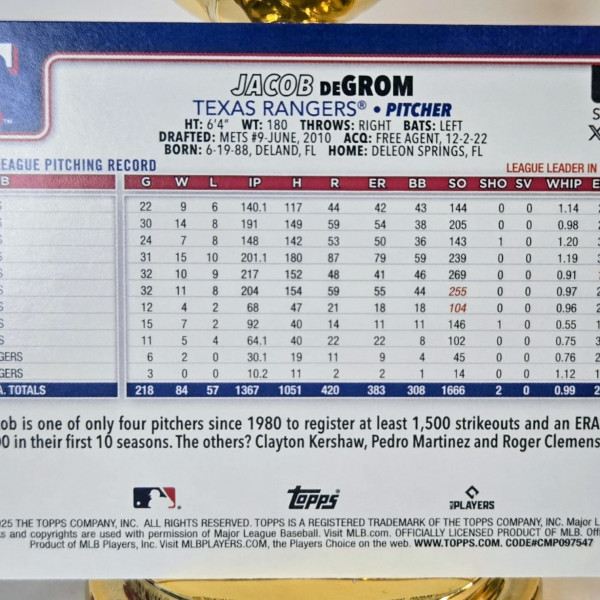 JACOB DEGROM
TEXAS RANGERS® • PITCHER
HT: 6'4" WT: 180 THROWS: RIGHT BATS: LEFT
DRAFTED: METS #9-JUNE, 2010 ACQ: FREE AGENT, 12-2-22
BORN: 6-19-88, DELAND, FL HOME: DELEON SPRINGS, FL
EAGUE PITCHING RECORD LEAGUE LEADER IN
B G W L IP H R ER BB SO SHO SV WHIP E
S 22 9 6 140.1 117 44 42 43 144 0 0 1.14
S 30 14 8 191 149 59 54 38 205 0 0 0.98
S 24 7 8 148 142 53 50 36 143 1 0 1.20
S 31 15 10 201.1 180 87 79 59 239 0 0 1.19
S 32 10 9 217 152 48 41 46 269 0 0 0.91
S 32 11 8 204 154 59 55 44 255 0 0 0.97
S 12 4 2 68 47 21 18 18 104 0 0 0.96
S 15 7 2 92 40 14 11 11 146 1 0 0.55
S 11 5 4 64.1 40 22 22 8 102 0 0 0.75
GERS 6 2 0 30.1 19 11 9 4 45 0 0 0.76
GERS 3 0 0 10.2 11 2 2 1 14 0 0 1.12
A. TOTALS 218 84 57 1367 1051 420 383 308 1666 2 0 0.99
ob is one of only four pitchers since 1980 to register at least 1,500 strikeouts and an ERA
00 in their first 10 seasons. The others? Clayton Kershaw, Pedro Martinez and Roger Clemens
Topps PLAYERS
025 THE TOPPS COMPANY, INC. ALL RIGHTS RESERVED. TOPPS IS A REGISTERED TRADEMARK OF THE TOPPS COMPANY, INC. Major L
s and copyrights are used with permission of Major League Baseball. Visit MLB.com. OFFICIALLY LICENSED PRODUCT OF MLB. Offi
Product of MLB Players, Inc. Visit MLBPLAYERS.COM, the Players Choice on the web. WWW.TOPPS.COM. CODE#CMP097547